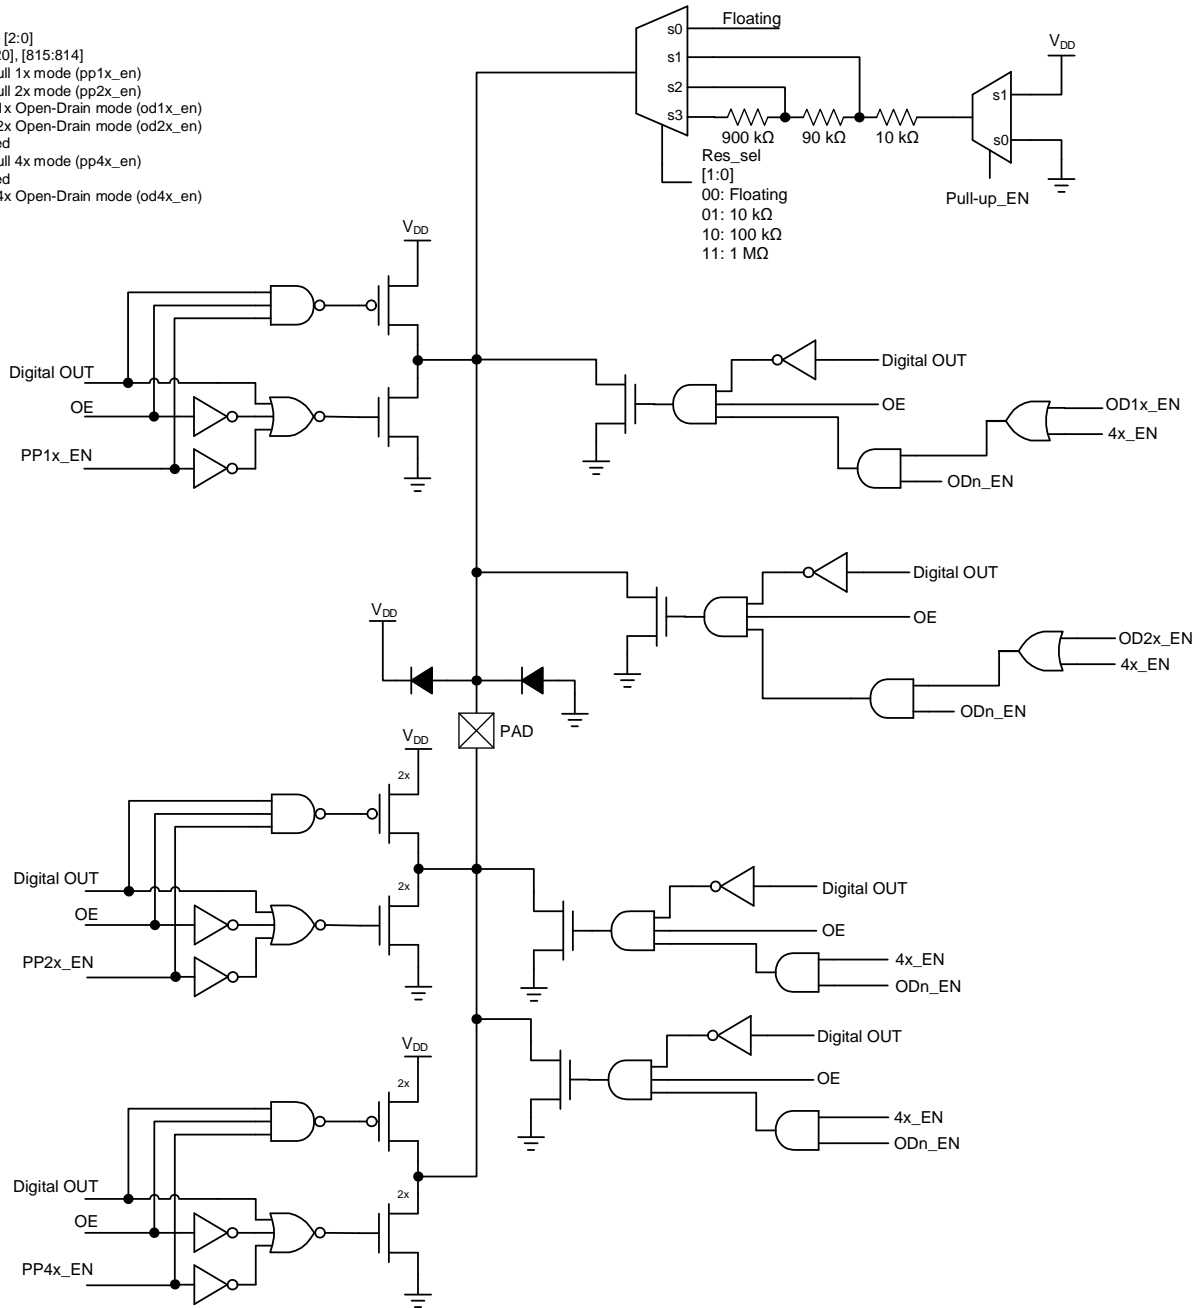 [2:0]
20], [815:814]
ull 1x mode (pp1x_en)
ull 2x mode (pp2x_en)
1x Open-Drain mode (od1x_en)
2x Open-Drain mode (od2x_en)
ed
ull 4x mode (pp4x_en)
ed
4x Open-Drain mode (od4x_en)
Floating
s0
s1
s2
s3
900 kΩ
90 kΩ
10 kΩ
VDD
s1
s0
Pull-up_EN
Res_sel
[1:0]
00: Floating
01: 10 kΩ
10: 100 kΩ
11: 1 MΩ
VDD
Digital OUT
OE
PP1x_EN
Digital OUT
OE
OD1x_EN
4x_EN
ODn_EN
Digital OUT
OE
OD2x_EN
4x_EN
ODn_EN
VDD
PAD
VDD
2x
2x
Digital OUT
OE
PP2x_EN
Digital OUT
OE
4x_EN
ODn_EN
VDD
2x
2x
Digital OUT
OE
PP4x_EN
Digital OUT
OE
4x_EN
ODn_EN